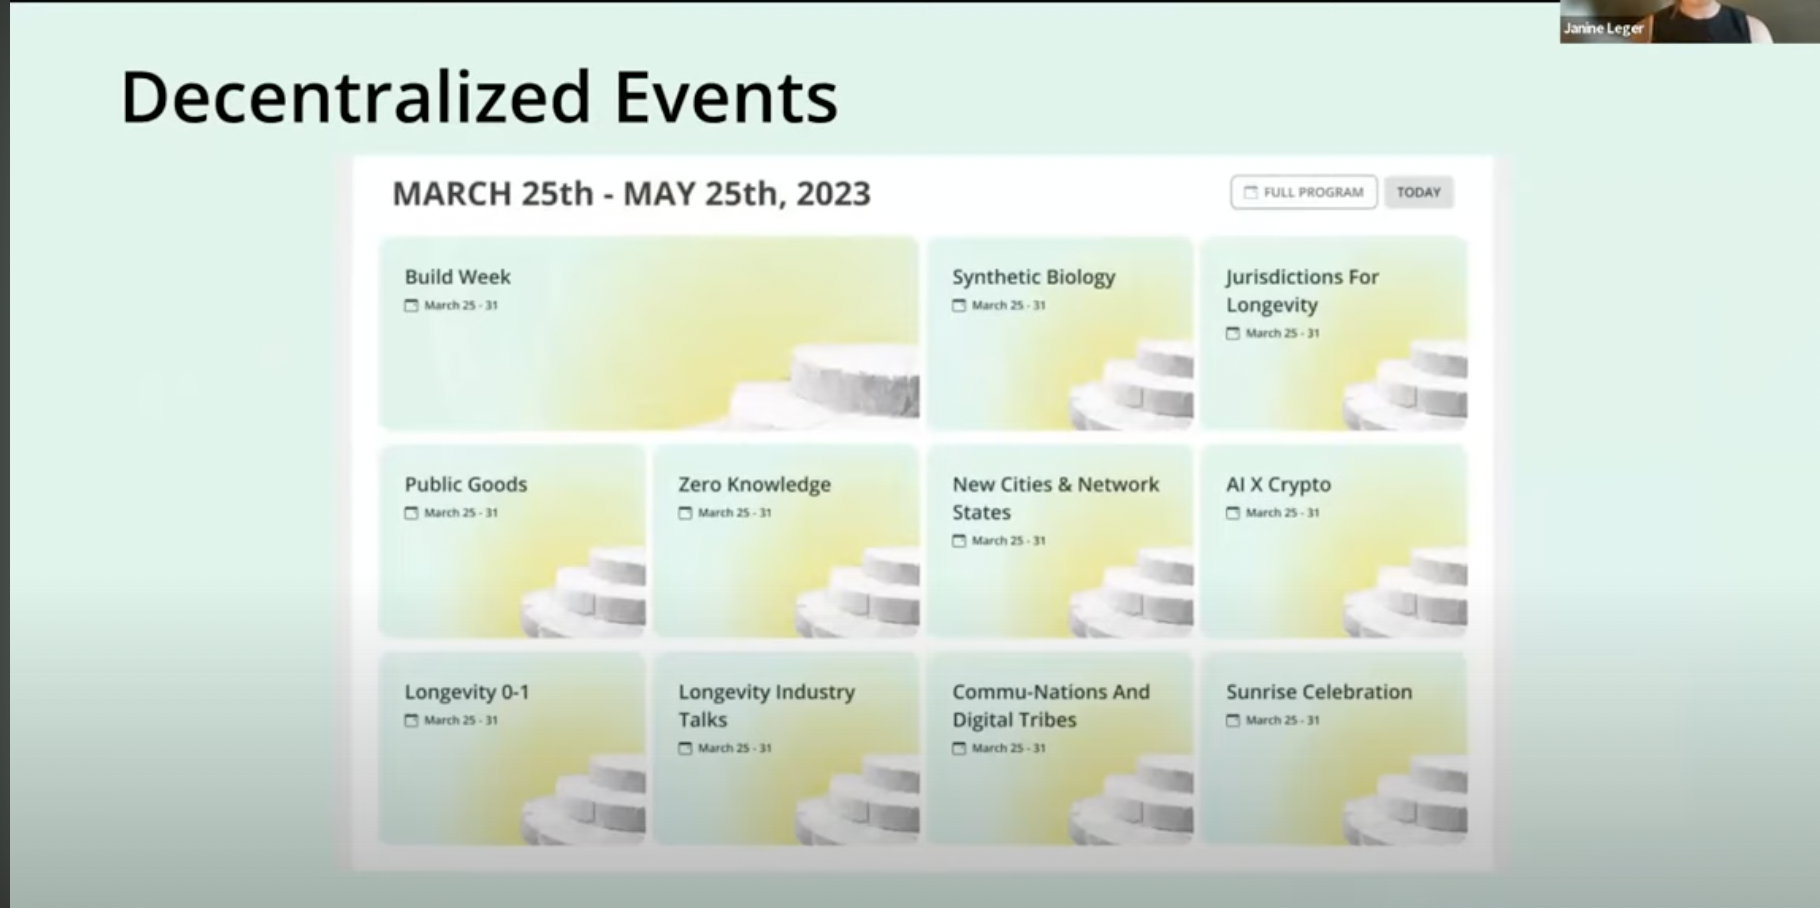 Janine Leger
Decentralized Events
MARCH 25th - MAY 25th, 2023
FULL PROGRAM
TODAY
Build Week
March 25 - 31
Synthetic Biology
March 25 - 31
Jurisdictions For
Longevity
March 25 - 31
Public Goods
March 25 - 31
Zero Knowledge
March 25 - 31
New Cities & Network
States
March 25 - 31
AI X Crypto
March 25 - 31
Longevity 0-1
March 25 - 31
Longevity Industry
Talks
March 25 - 31
Commu-Nations And
Digital Tribes
March 25 - 31
Sunrise Celebration
March 25 - 31